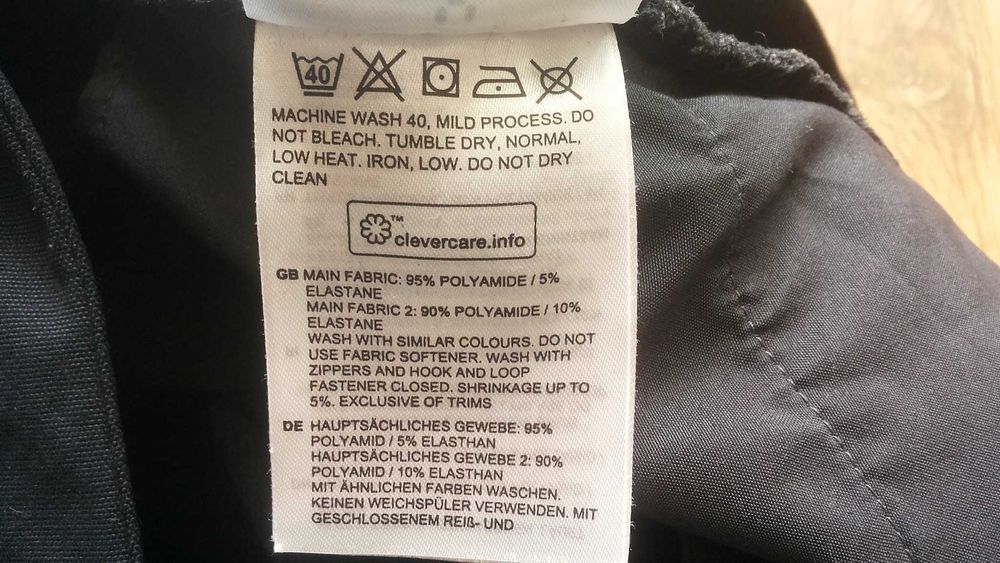 40
MACHINE WASH 40, MILD PROCESS. DO
NOT BLEACH. TUMBLE DRY, NORMAL,
LOW HEAT. IRON, LOW. DO NOT DRY
CLEAN
™
clevercare.info
GB MAIN FABRIC: 95% POLYAMIDE / 5%
ELASTANE
MAIN FABRIC 2: 90% POLYAMIDE / 10%
ELASTANE
WASH WITH SIMILAR COLOURS. DO NOT
USE FABRIC SOFTENER. WASH WITH
ZIPPERS AND HOOK AND LOOP
FASTENER CLOSED. SHRINKAGE UP TO
5%. EXCLUSIVE OF TRIMS
DE HAUPTSÄCHLICHES GEWEBE: 95%
POLYAMID / 5% ELASTHAN
HAUPTSÄCHLICHES GEWEBE 2: 90%
POLYAMID / 10% ELASTHAN
MIT ÄHNLICHEN FARBEN WASCHEN.
KEINEN WEICHSPÜLER VERWENDEN. MIT
GESCHLOSSENEM REIß- UND